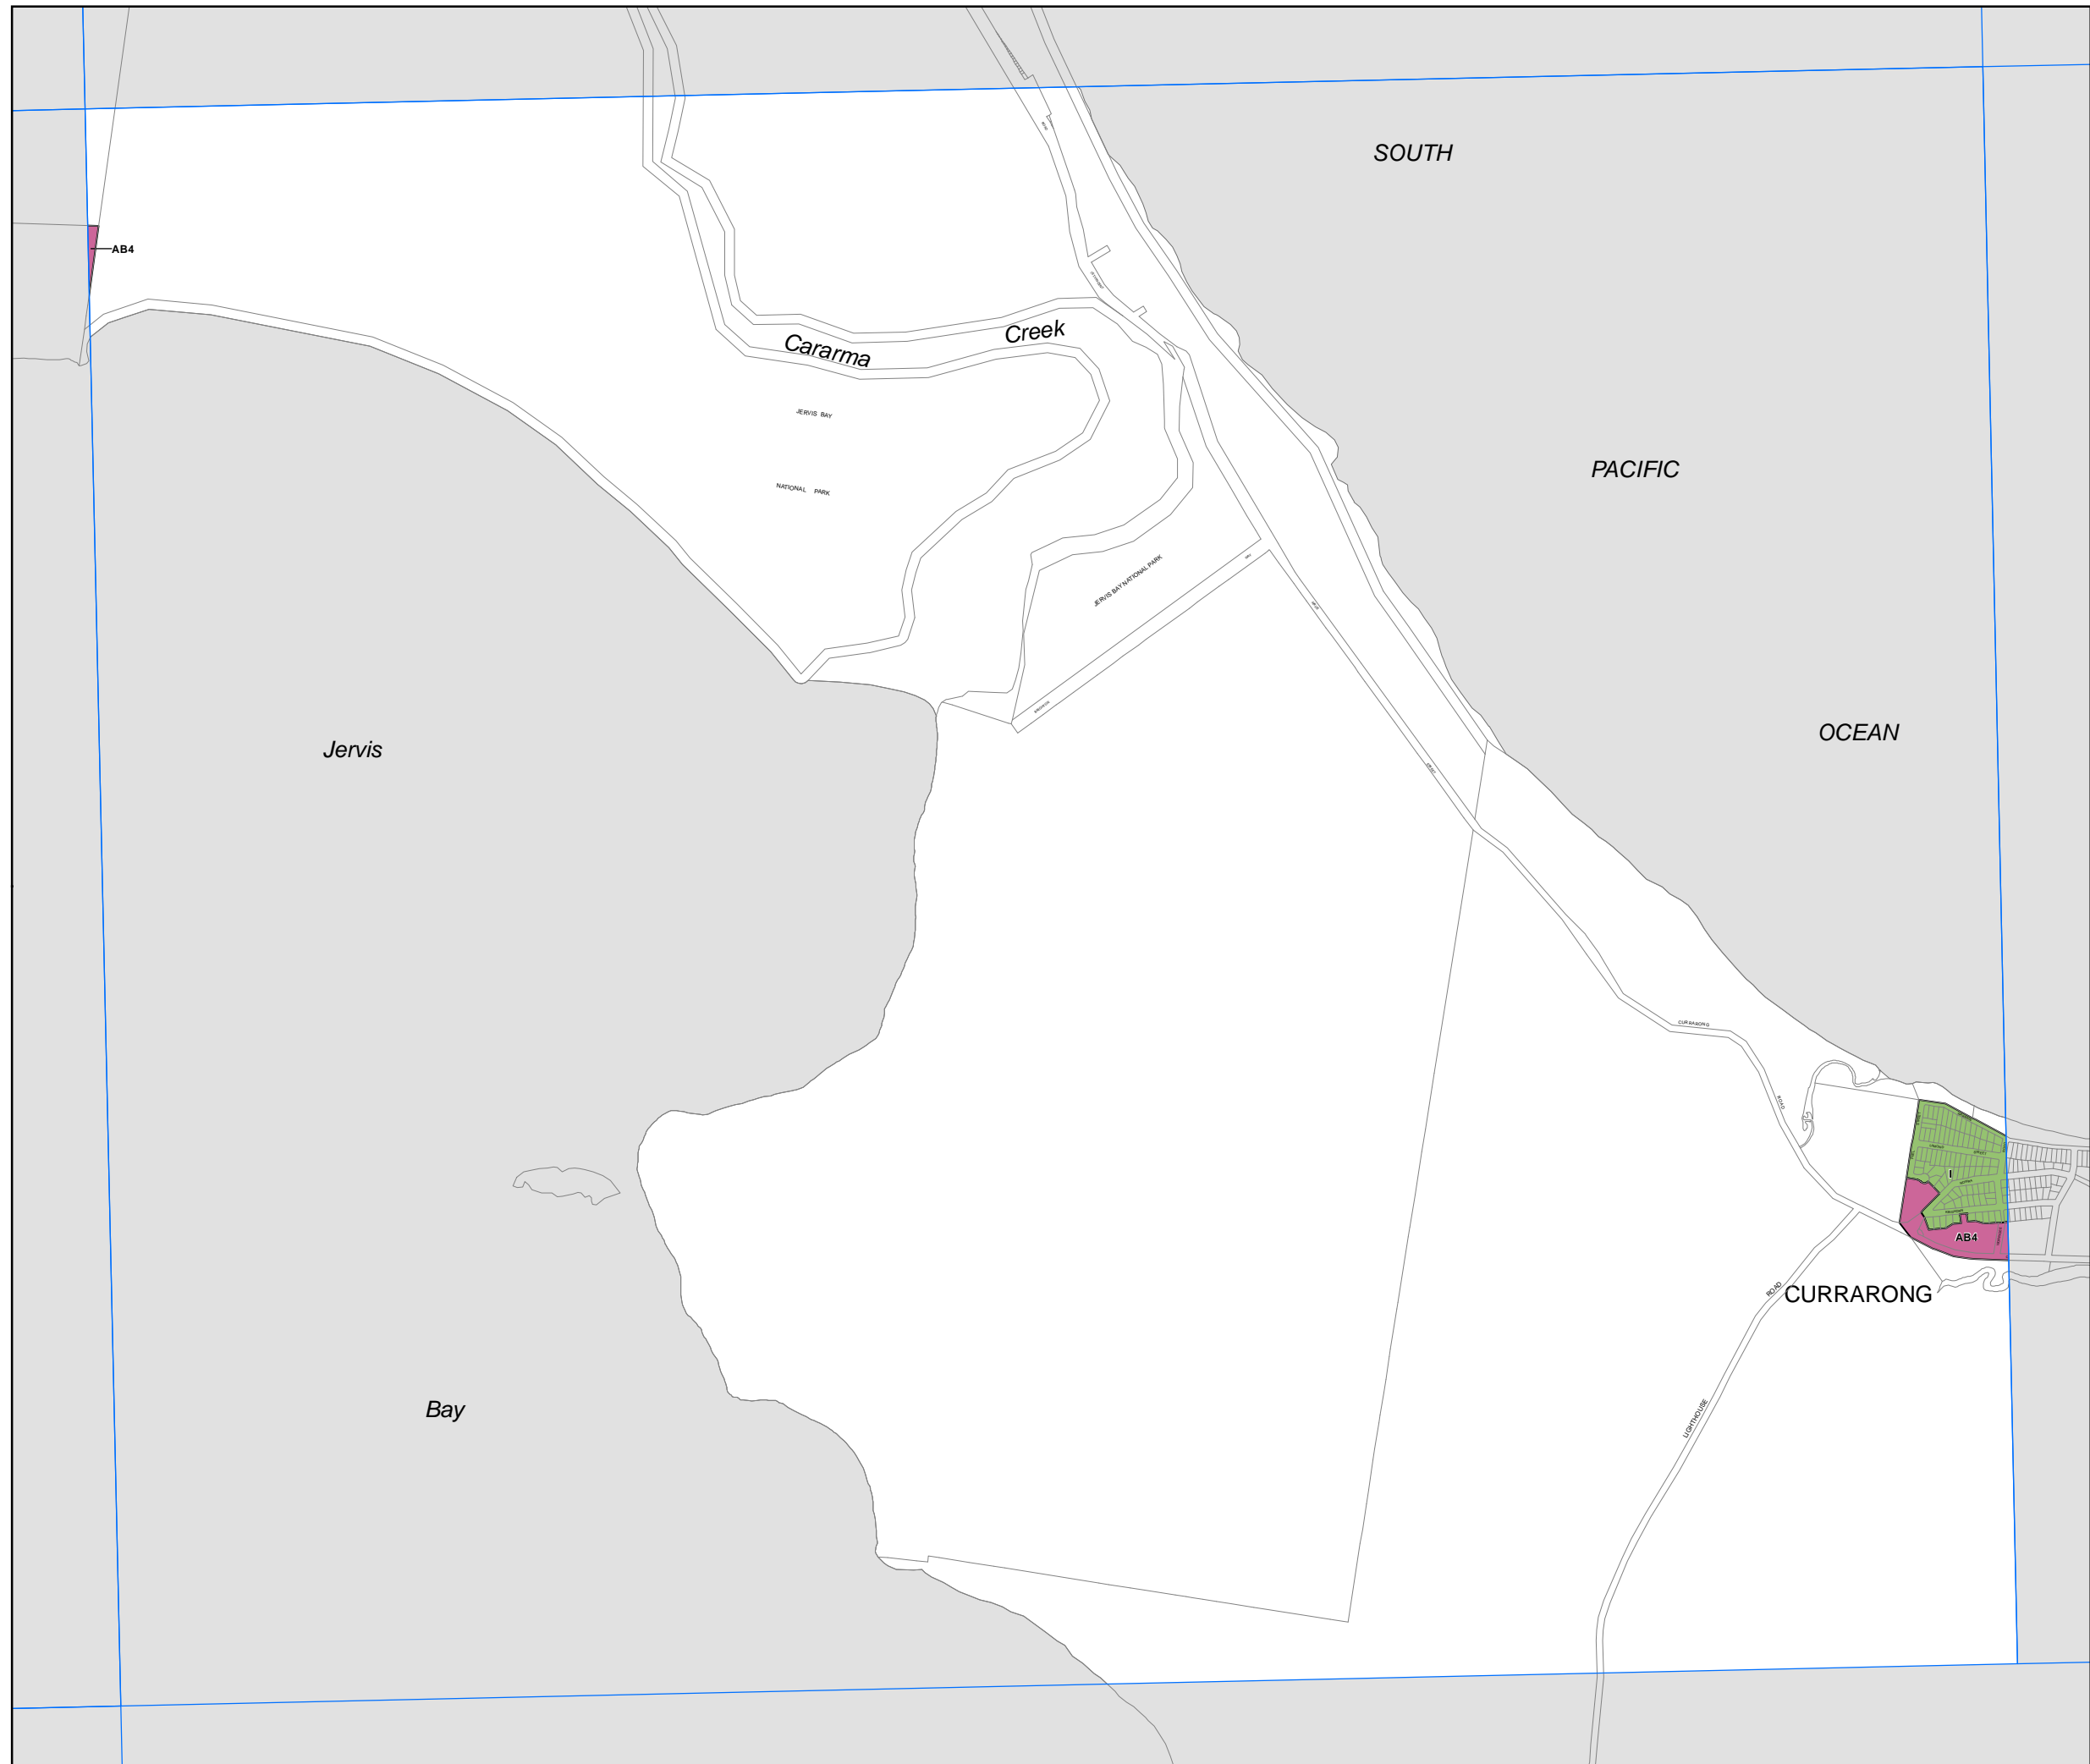 SOUTH
AB4
Creek
Cararma
JERVIS BAY
PACIFIC
NATIONAL PARK
JERVIS BAY NATIONAL PARK
OCEAN
Jervis
CURRARONG
ROAD
I
AB4
ROAD
CURRARONG
LIGHTHOUSE
Bay